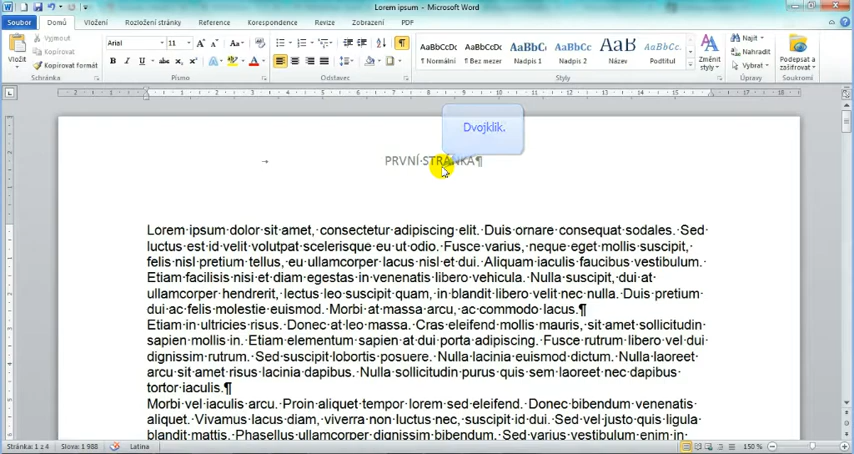 Lorem ipsum - Microsoft Word
Soubor Domů Vložení Rozložení stránky Reference Korespondence Revize Zobrazení PDF
Vložit
Vyjmout
Kopírovat
Kopírovat formát
Schránka
Arial 11
Písmo
Odstavec
AaBbCcDc AaBbCcDc AaBbC AaBbCc AaB AaBbCc.
¶ Normální ¶ Bez mezer Nadpis 1 Nadpis 2 Název Podtitul
Změnit styly
Styly
Najít
Nahradit
Vybrat
Úpravy
Podepsat a zašifrovat
Soukromí
Dvojklik.
PRVNÍ·STRÁNKA¶
Lorem·ipsum·dolor·sit·amet,·consectetur·adipiscing·elit.·Duis·ornare·consequat·sodales.·Sed·
luctus·est·id·velit·volutpat·scelerisque·eu·ut·odio.·Fusce·varius,·neque·eget·mollis·suscipit,·
felis·nisl·pretium·tellus,·eu·ullamcorper·lacus·nisl·et·dui.·Aliquam·iaculis·faucibus·vestibulum.·
Etiam·facilisis·nisi·et·diam·egestas·in·venenatis·libero·vehicula.·Nulla·suscipit,·dui·at·
ullamcorper·hendrerit,·lectus·leo·suscipit·quam,·in·blandit·libero·velit·nec·nulla.·Duis·pretium·
dui·ac·felis·molestie·euismod.·Morbi·at·massa·arcu,·ac·commodo·lacus.¶
Etiam·in·ultricies·risus.·Donec·at·leo·massa.·Cras·eleifend·mollis·mauris,·sit·amet·sollicitudin·
sapien·mollis·in.·Etiam·elementum·sapien·at·dui·porta·adipiscing.·Fusce·rutrum·libero·vel·dui·
dignissim·rutrum.·Sed·suscipit·lobortis·posuere.·Nulla·lacinia·euismod·dictum.·Nulla·laoreet·
arcu·sit·amet·risus·lacinia·dapibus.·Nulla·sollicitudin·purus·quis·sem·laoreet·nec·dapibus·
tortor·iaculis.¶
Morbi·vel·iaculis·arcu.·Proin·aliquet·tempor·lorem·sed·eleifend.·Donec·bibendum·venenatis·
aliquet.·Vivamus·lacus·diam,·viverra·non·luctus·nec,·suscipit·id·dui.·Sed·vel·justo·quis·ligula·
blandit·mattis.·Phasellus·ullamcorper·dignissim·bibendum.·Sed·varius·vestibulum·enim·in·
Stránka: 1 z 4 Slova: 1 988 Latina 150 %